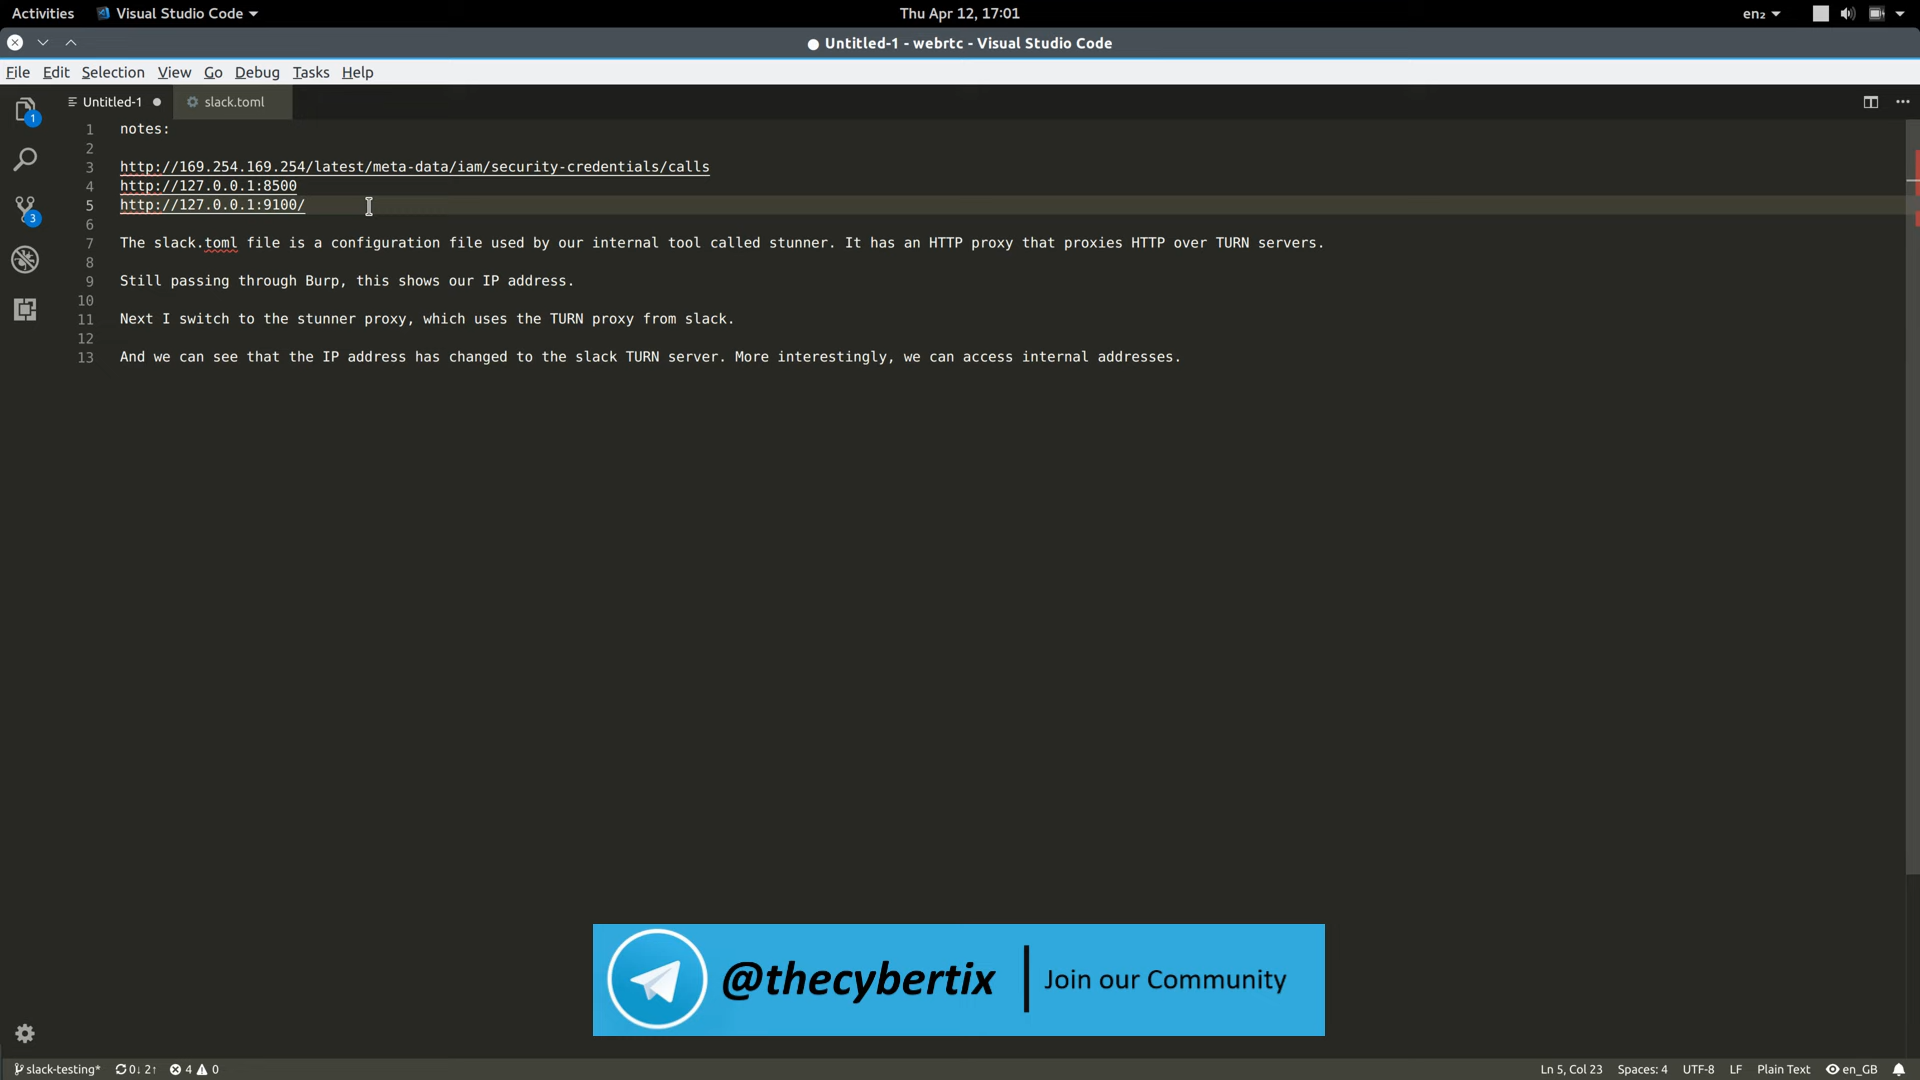 Activities Visual Studio Code Thu Apr 12, 17:01 en₂
Untitled-1 - webrtc - Visual Studio Code
File Edit Selection View Go Debug Tasks Help
Untitled-1 slack.toml
1 notes:
2
3 http://169.254.169.254/latest/meta-data/iam/security-credentials/calls
4 http://127.0.0.1:8500
5 http://127.0.0.1:9100/
6
7 The slack.toml file is a configuration file used by our internal tool called stunner. It has an HTTP proxy that proxies HTTP over TURN servers.
8
9 Still passing through Burp, this shows our IP address.
10
11 Next I switch to the stunner proxy, which uses the TURN proxy from slack.
12
13 And we can see that the IP address has changed to the slack TURN server. More interestingly, we can access internal addresses.
1
3
@thecybertix | Join our Community
slack-testing* 0↓ 2↑ 4 0 Ln 5, Col 23 Spaces: 4 UTF-8 LF Plain Text en_GB